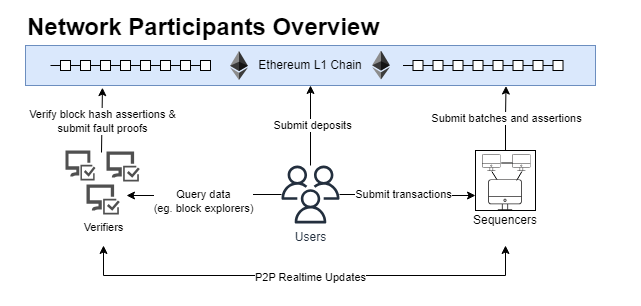 Network Participants Overview
Ethereum L1 Chain
Verify block hash assertions &
submit fault proofs
Submit deposits
Submit batches and assertions
Query data
(eg. block explorers)
Submit transactions
Verifiers
Users
Sequencers
P2P Realtime Updates